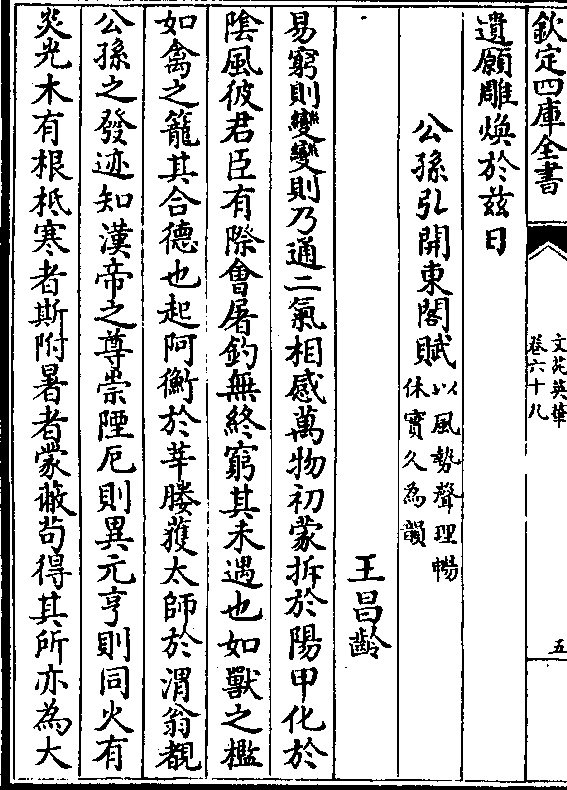 欽定四庫全書
文苑英華
卷六十八
五
遺願雕煥於兹日
公孫引開東閣賦
以風勢聲理暢
休實久為韻
王昌齡
易窮則變變則乃通二氣相感萬物初蒙拆於陽甲化於
陰風彼君臣有際會屠釣無終窮其未遇也如獸之檻
如禽之籠其合德也起阿衡於莘媵獲太師於渭翁覩
公孫之發迹知漢帝之尊崇陻厄則異元亨則同火有
炎光木有根柢寒者斯附暑者蒙蔽茍得其所亦為大